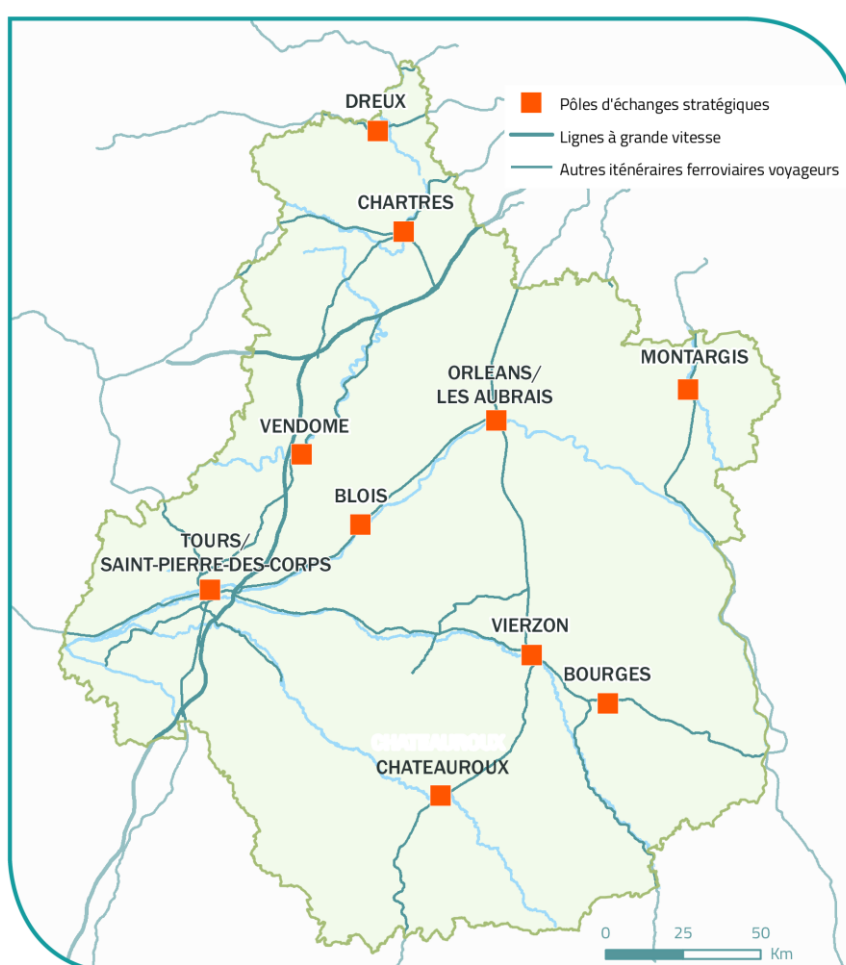 DREUX
Pôles d'échanges stratégiques
Lignes à grande vitesse
Autres iténéraires ferroviaires voyageurs
CHARTRES
MONTARGIS
ORLEANS/
LES AUBRAIS
VENDOME
BLOIS
TOURS/
SAINT-PIERRE-DES-CORPS
VIERZON
BOURGES
CHATEAUROUX
CHATEAUROUX
0 25 50
Km